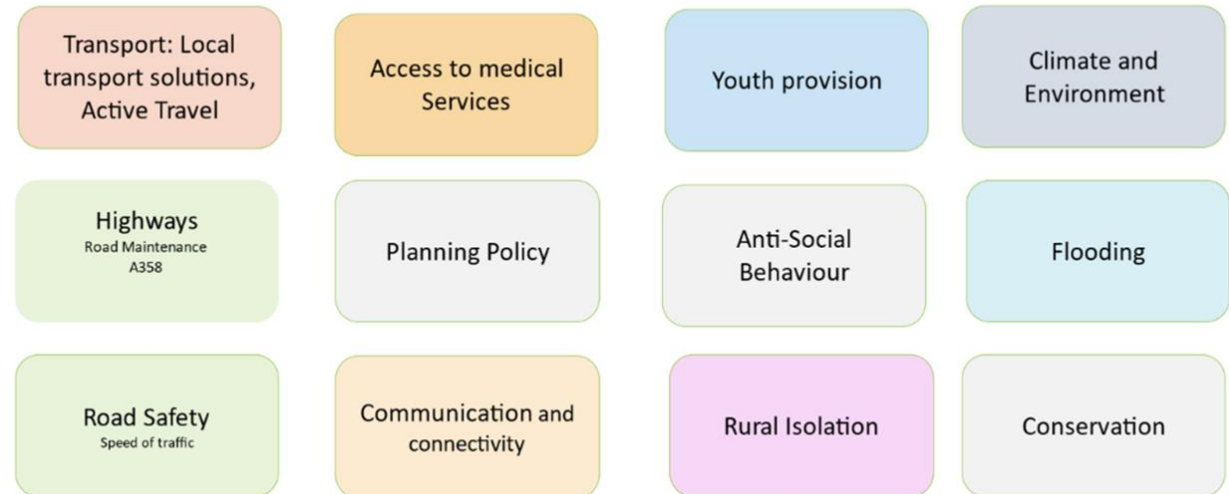 Transport: Local
transport solutions,
Active Travel
Access to medical
Services
Youth provision
Climate and
Environment
Highways
Road Maintenance
A358
Planning Policy
Anti-Social
Behaviour
Flooding
Road Safety
Speed of traffic
Communication and
connectivity
Rural Isolation
Conservation